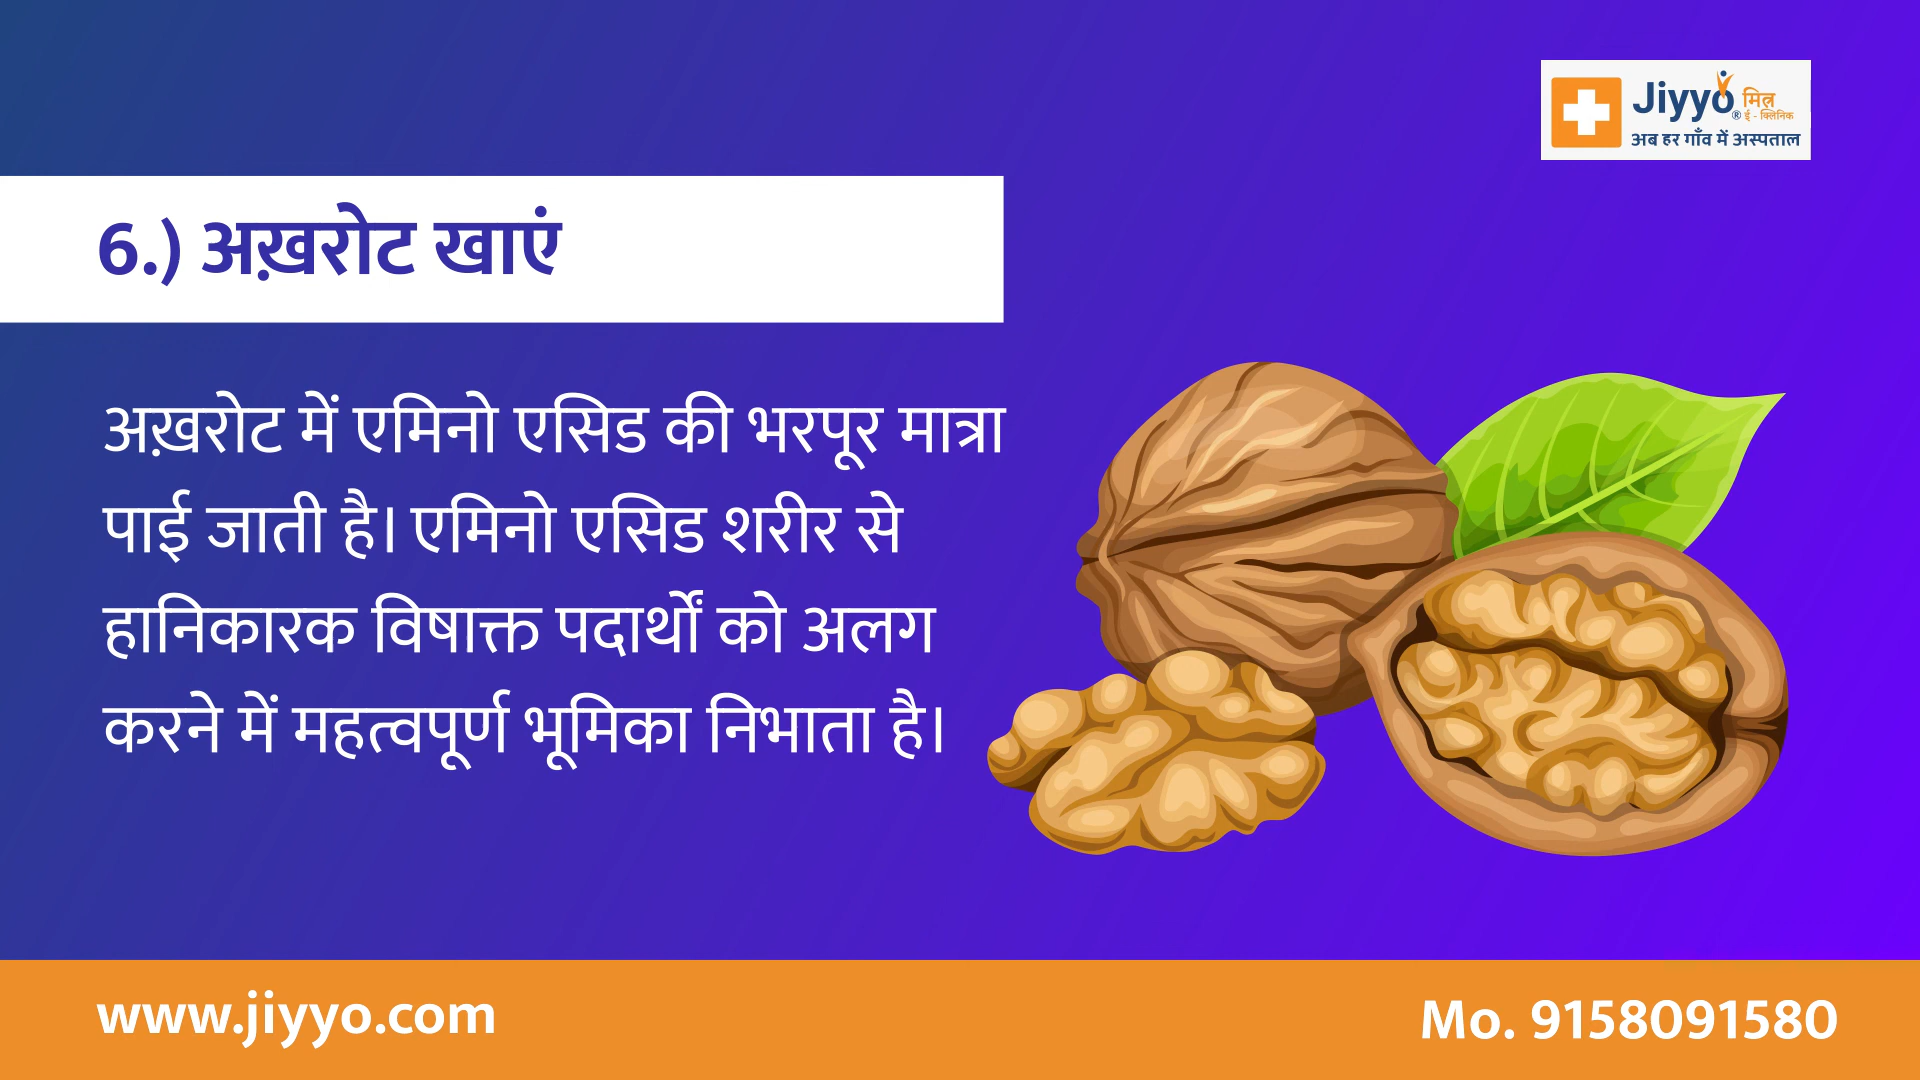 Jiyyo® मित्र
ई - क्लिनिक
अब हर गाँव में अस्पताल
6.) अख़रोट खाएं
अख़रोट में एमिनो एसिड की भरपूर मात्रा
पाई जाती है। एमिनो एसिड शरीर से
हानिकारक विषाक्त पदार्थों को अलग
करने में महत्वपूर्ण भूमिका निभाता है।
www.jiyyo.com
Mo. 9158091580